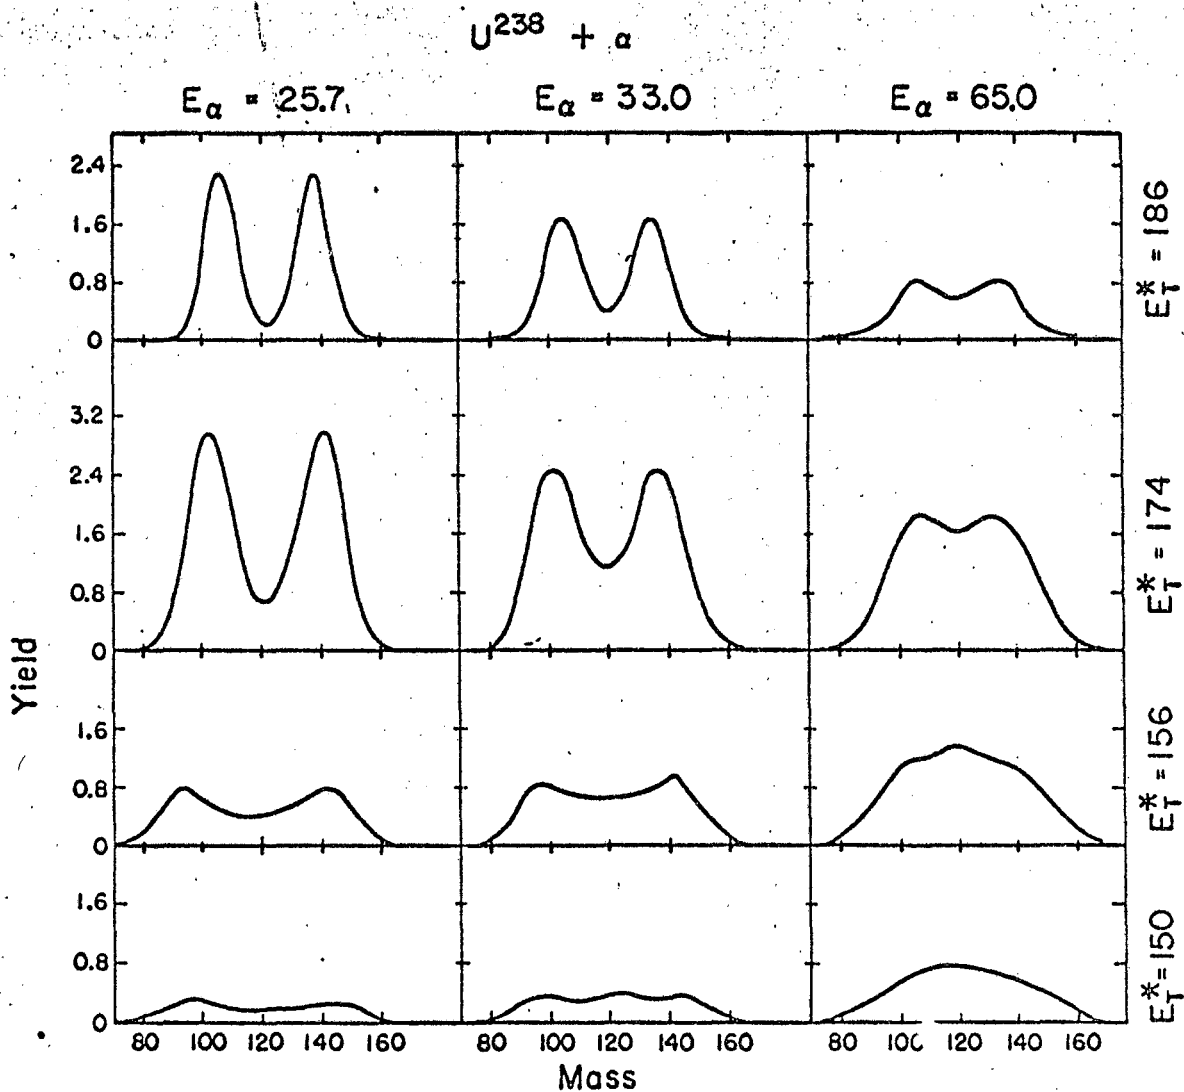 U²³⁸ + α
Eα = 25.7 Eα = 33.0 Eα = 65.0
2.4
1.6
0.8
0
E*T = 186
3.2
2.4
1.6
0.8
0
E*T = 174
Yield
1.6
0.8
0
E*T = 156
1.6
0.8
0
E*T = 150
80 100 120 140 160 80 100 120 140 160 80 100 120 140 160
Mass